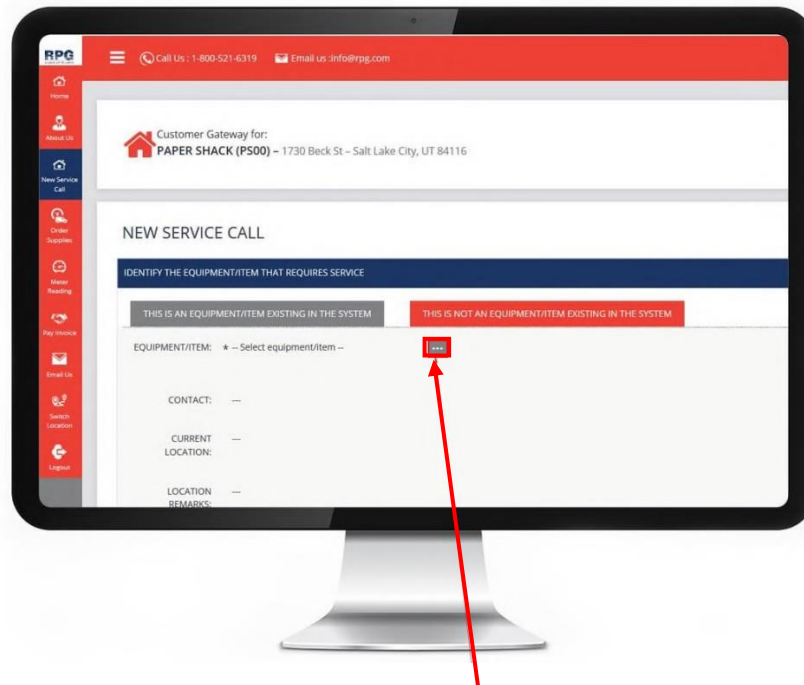 RPG
Call Us : 1-800-521-6319
Email us :info@rpg.com
Home
About Us
New Service
Call
Order
Supplies
Meter
Reading
Pay Invoice
Email Us
Switch
Location
Logout
Customer Gateway for:
PAPER SHACK (PS00) – 1730 Beck St – Salt Lake City, UT 84116
NEW SERVICE CALL
IDENTIFY THE EQUIPMENT/ITEM THAT REQUIRES SERVICE
THIS IS AN EQUIPMENT/ITEM EXISTING IN THE SYSTEM
THIS IS NOT AN EQUIPMENT/ITEM EXISTING IN THE SYSTEM
EQUIPMENT/ITEM: * -- Select equipment/item -- ...
CONTACT: ---
CURRENT ---
LOCATION:
LOCATION ---
REMARKS: